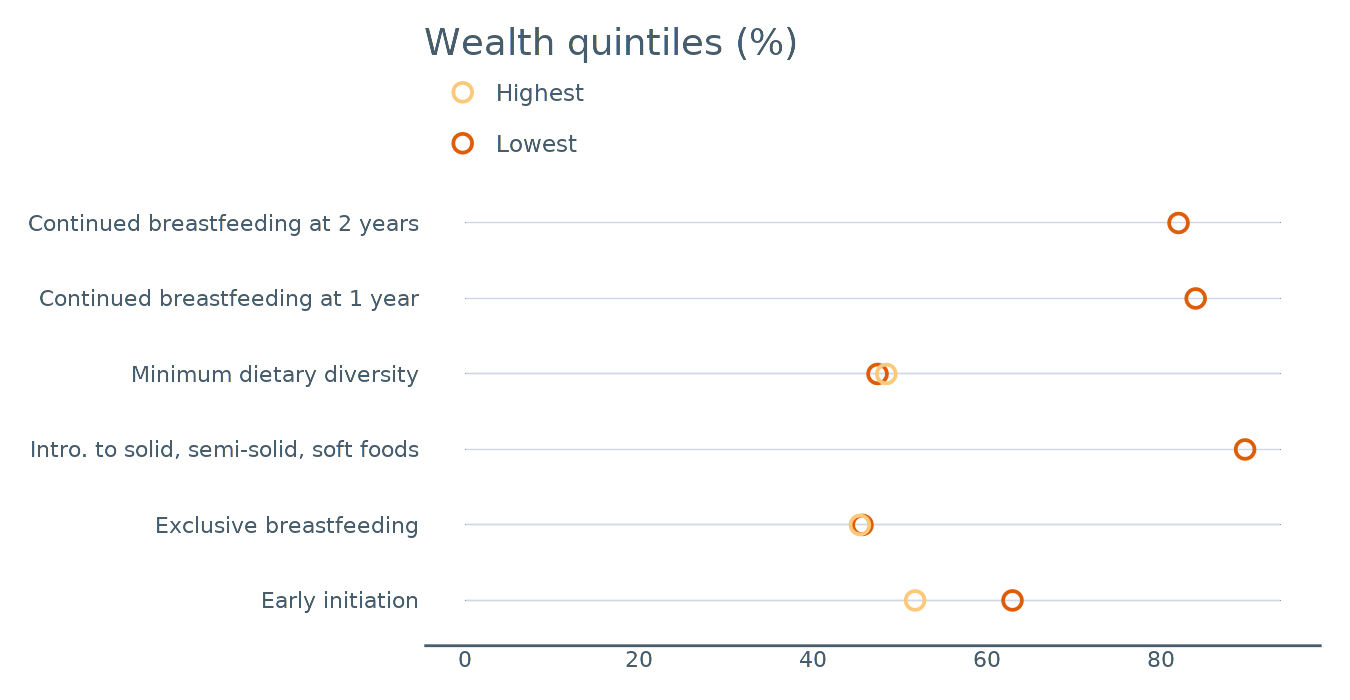 Wealth quintiles (%)
Highest
Lowest
Continued breastfeeding at 2 years
Continued breastfeeding at 1 year
Minimum dietary diversity
Intro. to solid, semi-solid, soft foods
Exclusive breastfeeding
Early initiation
0 20 40 60 80